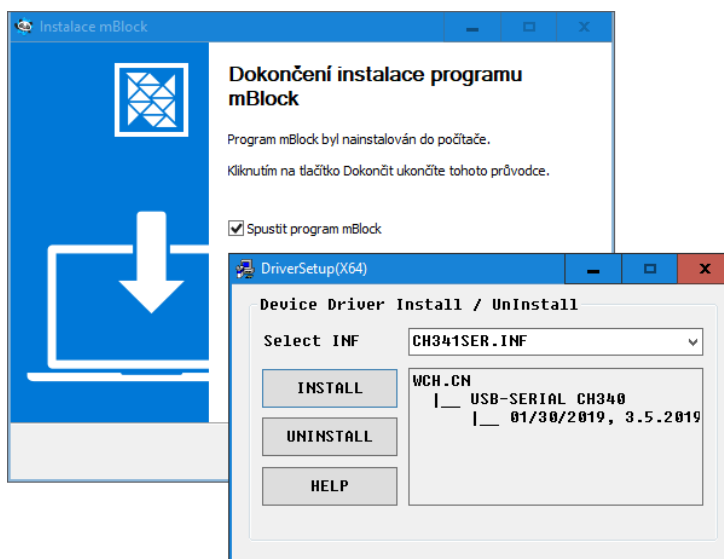 Instalace mBlock
Dokončení instalace programu
mBlock
Program mBlock byl nainstalován do počítače.
Kliknutím na tlačítko Dokončit ukončíte tohoto průvodce.
Spustit program mBlock
DriverSetup(X64)
Device Driver Install / UnInstall
Select INF
CH341SER.INF
INSTALL
UNINSTALL
HELP
WCH.CN
|__ USB-SERIAL CH340
|__ 01/30/2019, 3.5.2019